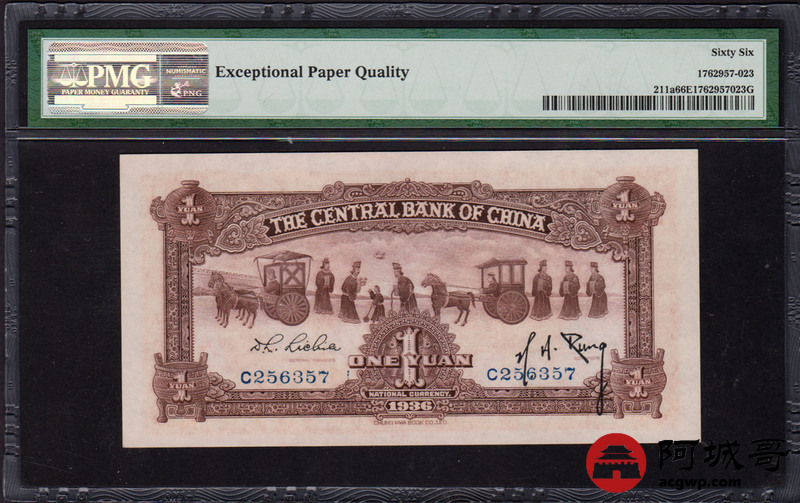 PMG
PAPER MONEY GUARANTY
NUMISMATIC
PNG
Exceptional Paper Quality
Sixty Six
1762957-023
211a66E1762957023G
1
YUAN
1
YUAN
THE CENTRAL BANK OF CHINA
1
ONE YUAN
C256357
C256357
1
YUAN
1
YUAN
NATIONAL CURRENCY.
1936
CHUNG HWA BOOK CO., LTD.
阿城哥
acgwp.com